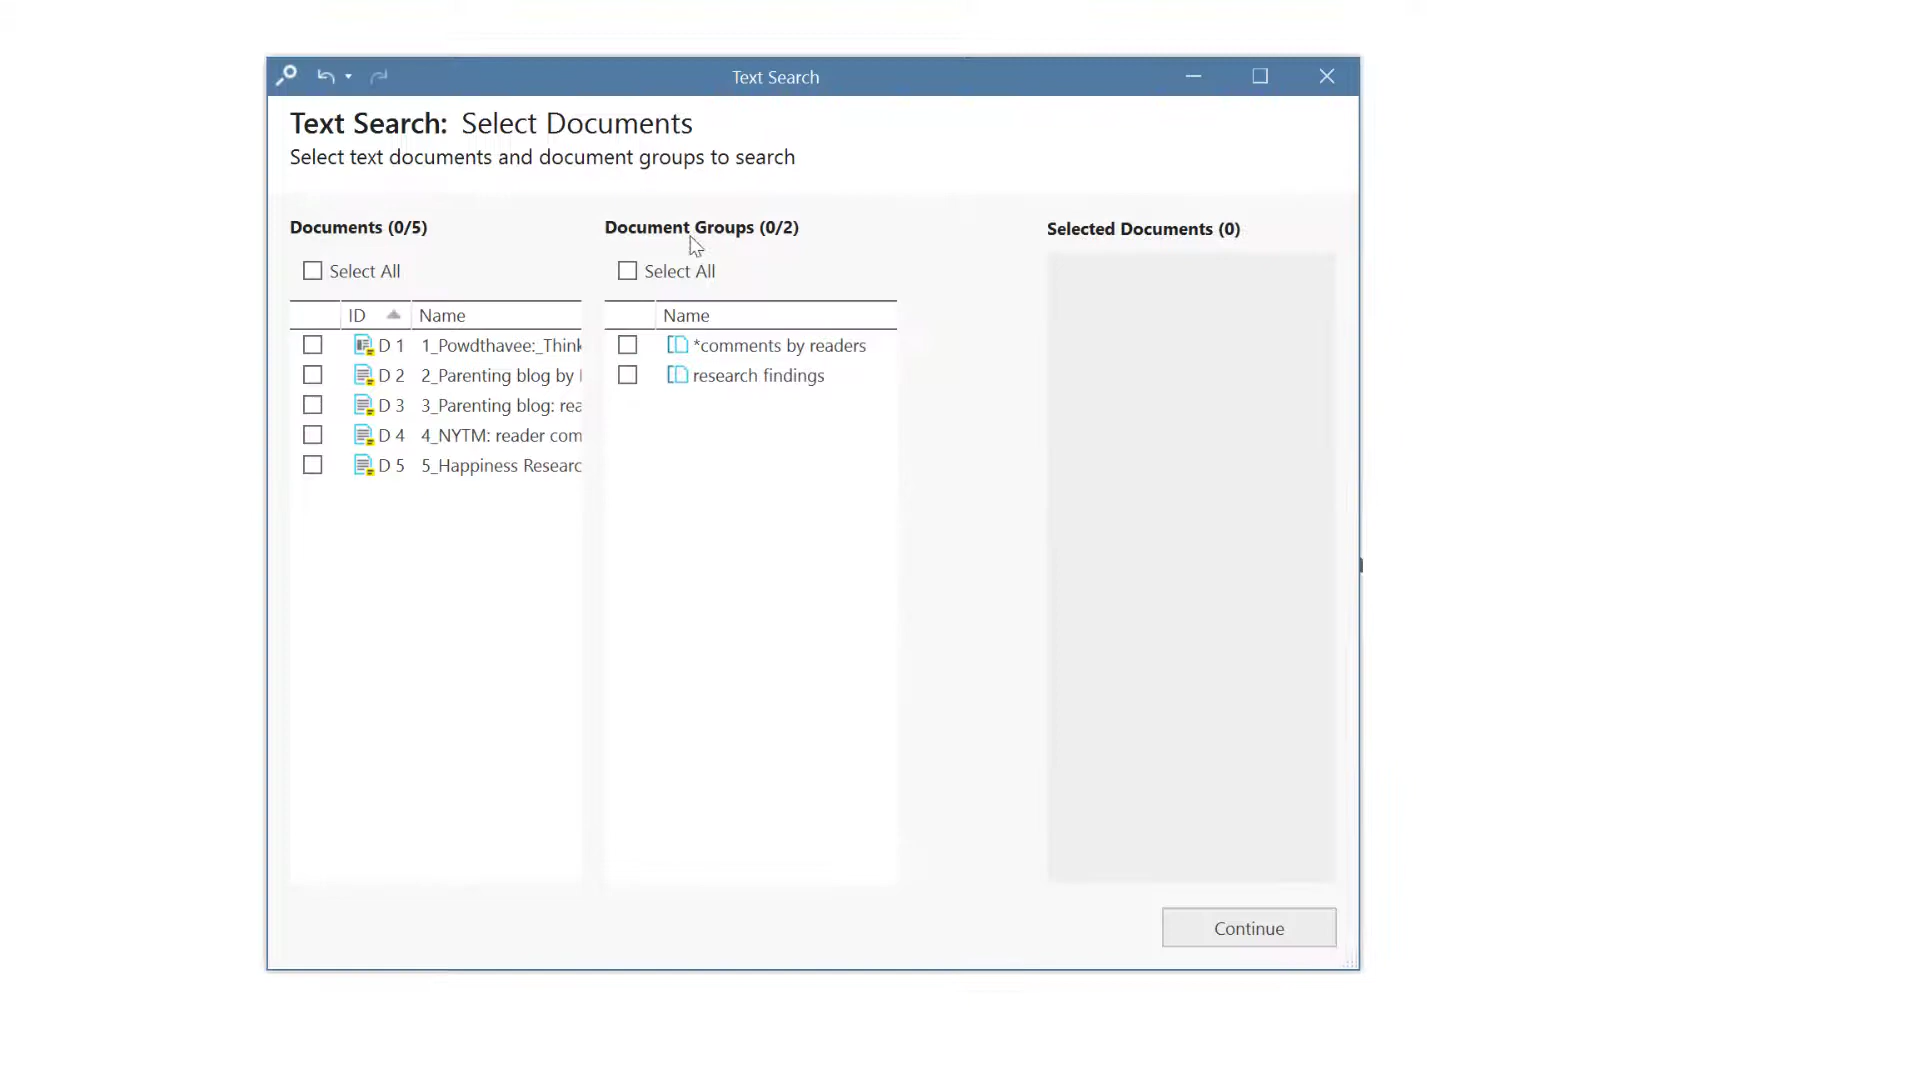 Text Search
Text Search: Select Documents
Select text documents and document groups to search
Documents (0/5)
Select All
ID Name
D 1 1_Powdthavee:_Think
D 2 2_Parenting blog by
D 3 3_Parenting blog: rea
D 4 4_NYTM: reader com
D 5 5_Happiness Researc
Document Groups (0/2)
Select All
Name
*comments by readers
research findings
Selected Documents (0)
Continue